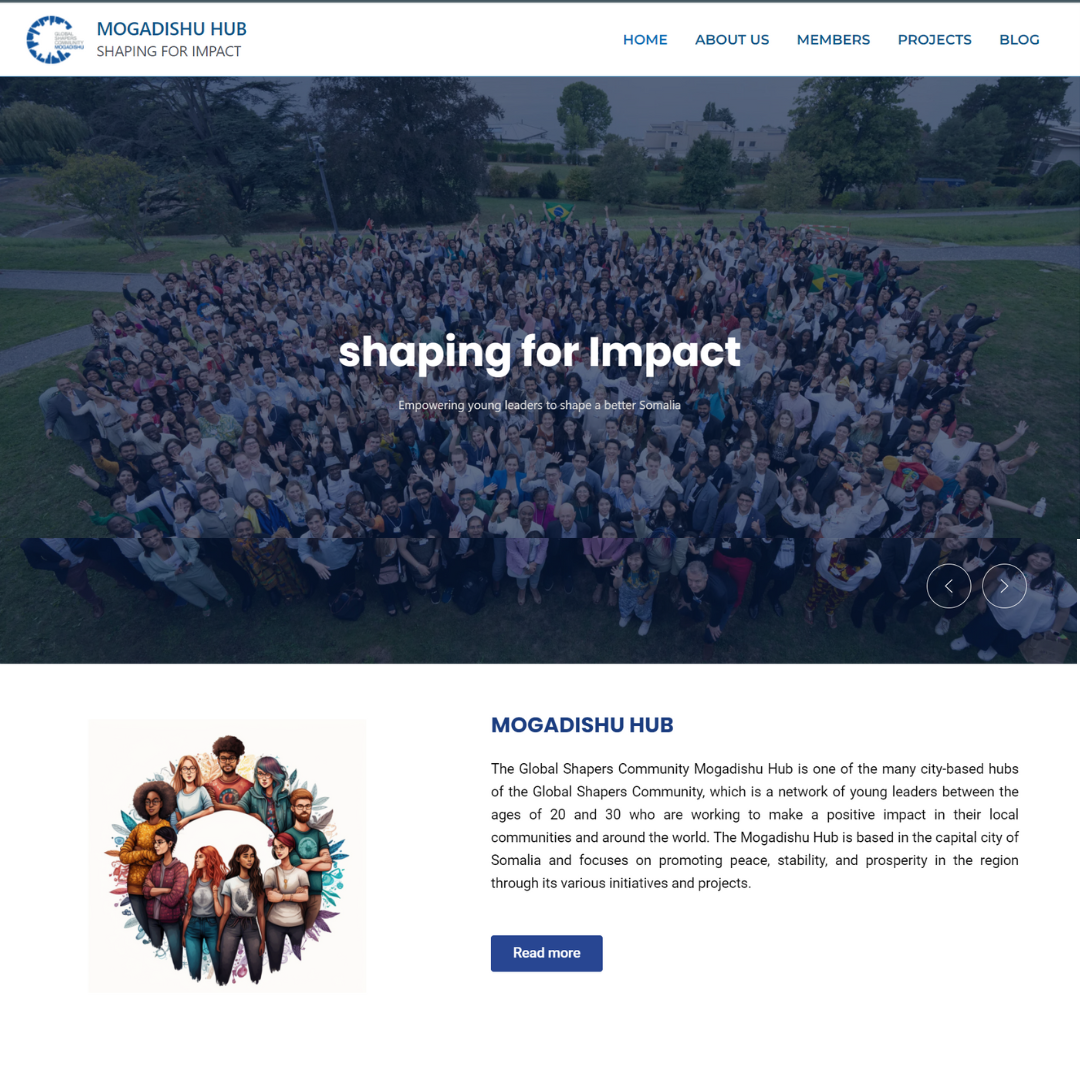 GLOBAL
SHAPERS
COMMUNITY
MOGADISHU
MOGADISHU HUB
SHAPING FOR IMPACT
HOME ABOUT US MEMBERS PROJECTS BLOG
shaping for Impact
Empowering young leaders to shape a better Somalia
MOGADISHU HUB
The Global Shapers Community Mogadishu Hub is one of the many city-based hubs
of the Global Shapers Community, which is a network of young leaders between the
ages of 20 and 30 who are working to make a positive impact in their local
communities and around the world. The Mogadishu Hub is based in the capital city of
Somalia and focuses on promoting peace, stability, and prosperity in the region
through its various initiatives and projects.
Read more